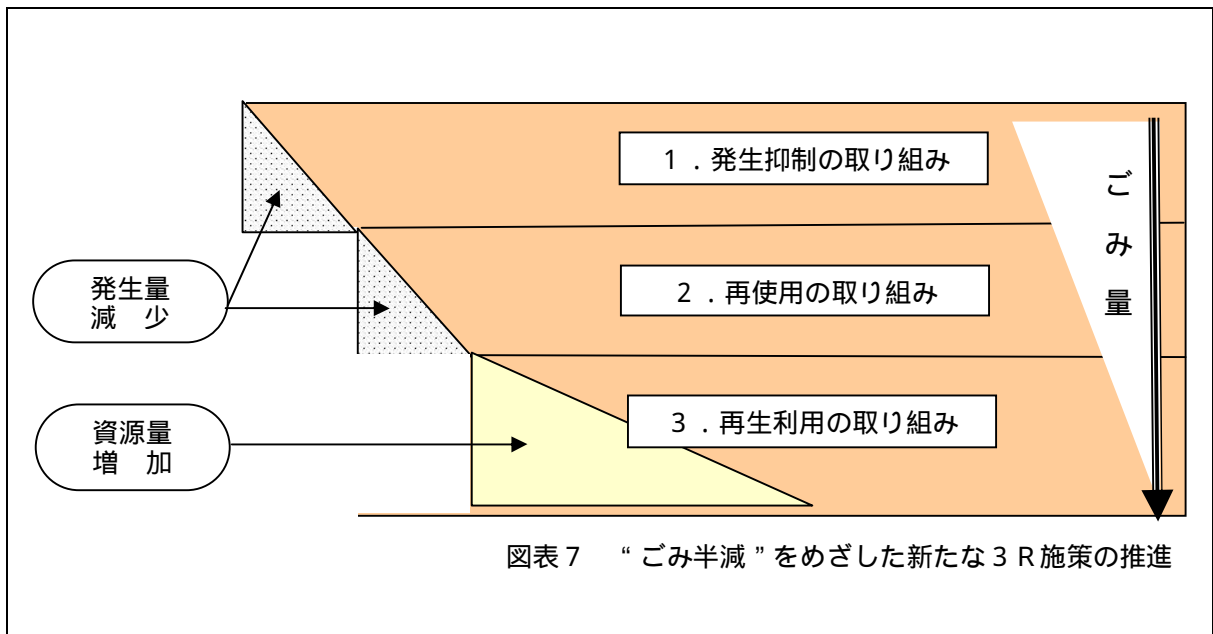 １．発生抑制の取り組み
ごみ量
発生量
減　少
２．再使用の取り組み
資源量
増　加
３．再生利用の取り組み
図表７　“ごみ半減”をめざした新たな３Ｒ施策の推進